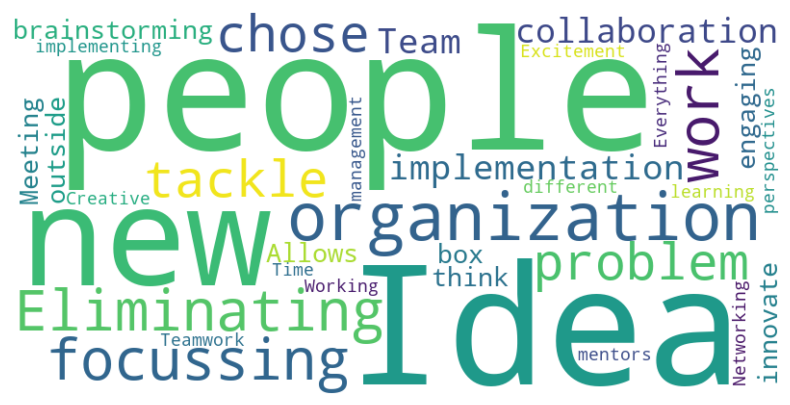 brainstorming
implementing
chose
Team
collaboration
Excitement
people
Everything
work
engaging
perspectives
Meeting
outside
Creative
tackle
management
implementation
different
learning
new
organization
Allows
Time
Working
box
think
problem
Eliminating
Teamwork
focussing
Idea
mentors
Networking
innovate